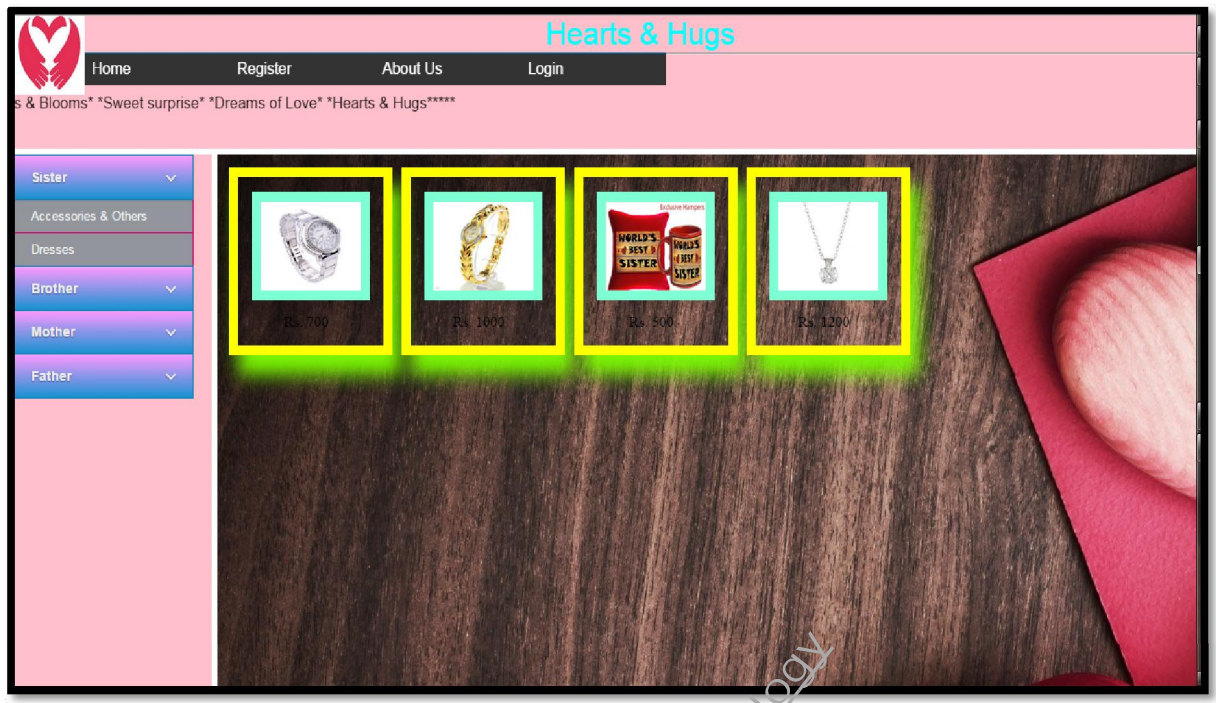 Hearts & Hugs
Home Register About Us Login
s & Blooms* *Sweet surprise* *Dreams of Love* *Hearts & Hugs*****
Sister
Accessories & Others
Dresses
Brother
Mother
Father
Exclusive Hampers
WORLD'S
BEST
SISTER
WORLD'S
BEST
SISTER
Rs. 700
Rs. 1000
Rs. 500
Rs. 1200
ology